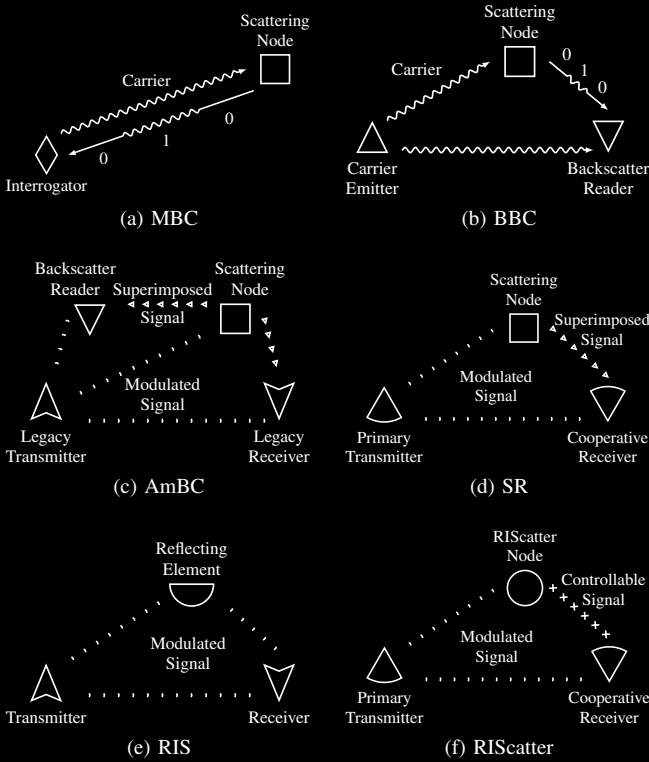 Scattering
Node
Carrier
0
1
0
Interrogator
(a) MBC
Scattering
Node
Carrier
0
1
0
Carrier
Emitter
Backscatter
Reader
(b) BBC
Backscatter
Reader
Superimposed
Signal
Scattering
Node
Modulated
Signal
Legacy
Transmitter
Legacy
Receiver
(c) AmBC
Scattering
Node
Superimposed
Signal
Modulated
Signal
Primary
Transmitter
Cooperative
Receiver
(d) SR
Reflecting
Element
Modulated
Signal
Transmitter
Receiver
(e) RIS
RIScatter
Node
Controllable
Signal
Modulated
Signal
Primary
Transmitter
Cooperative
Receiver
(f) RIScatter